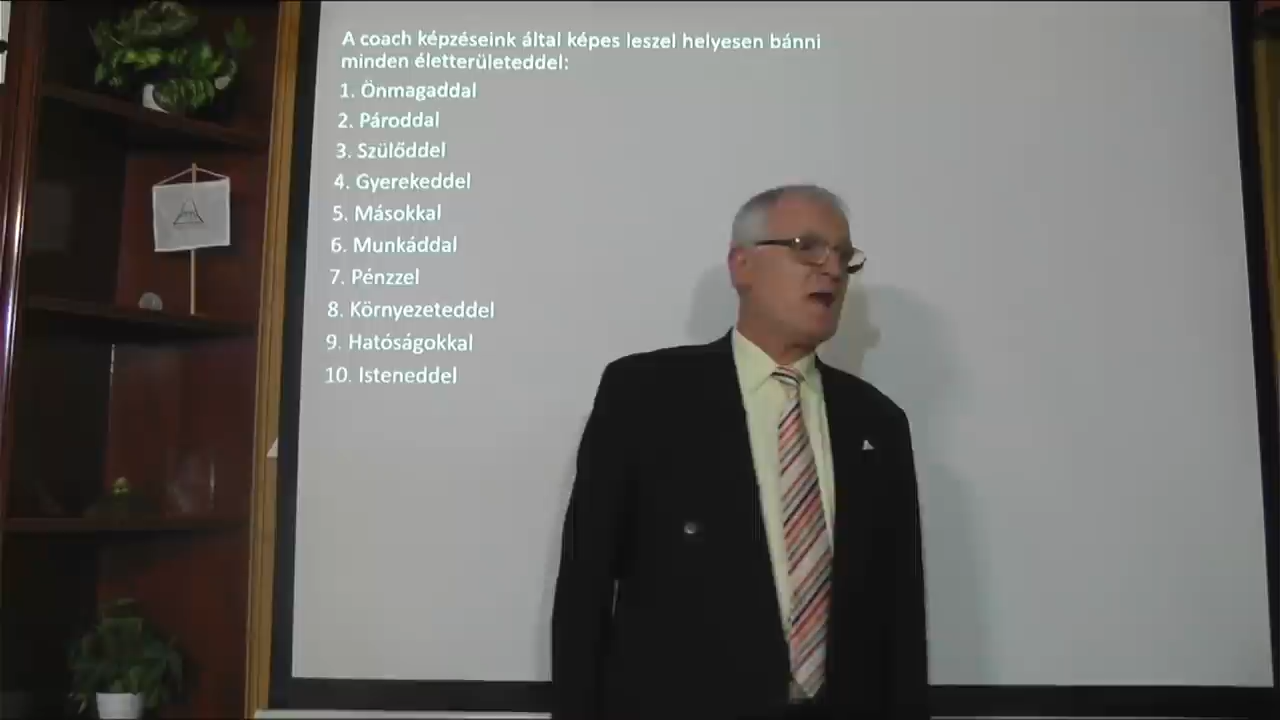 A coach képzéseink által képes leszel helyesen bánni
minden életterületeddel:
1. Önmagaddal
2. Pároddal
3. Szülőddel
4. Gyerekeddel
5. Másokkal
6. Munkáddal
7. Pénzzel
8. Környezeteddel
9. Hatóságokkal
10. Isteneddel